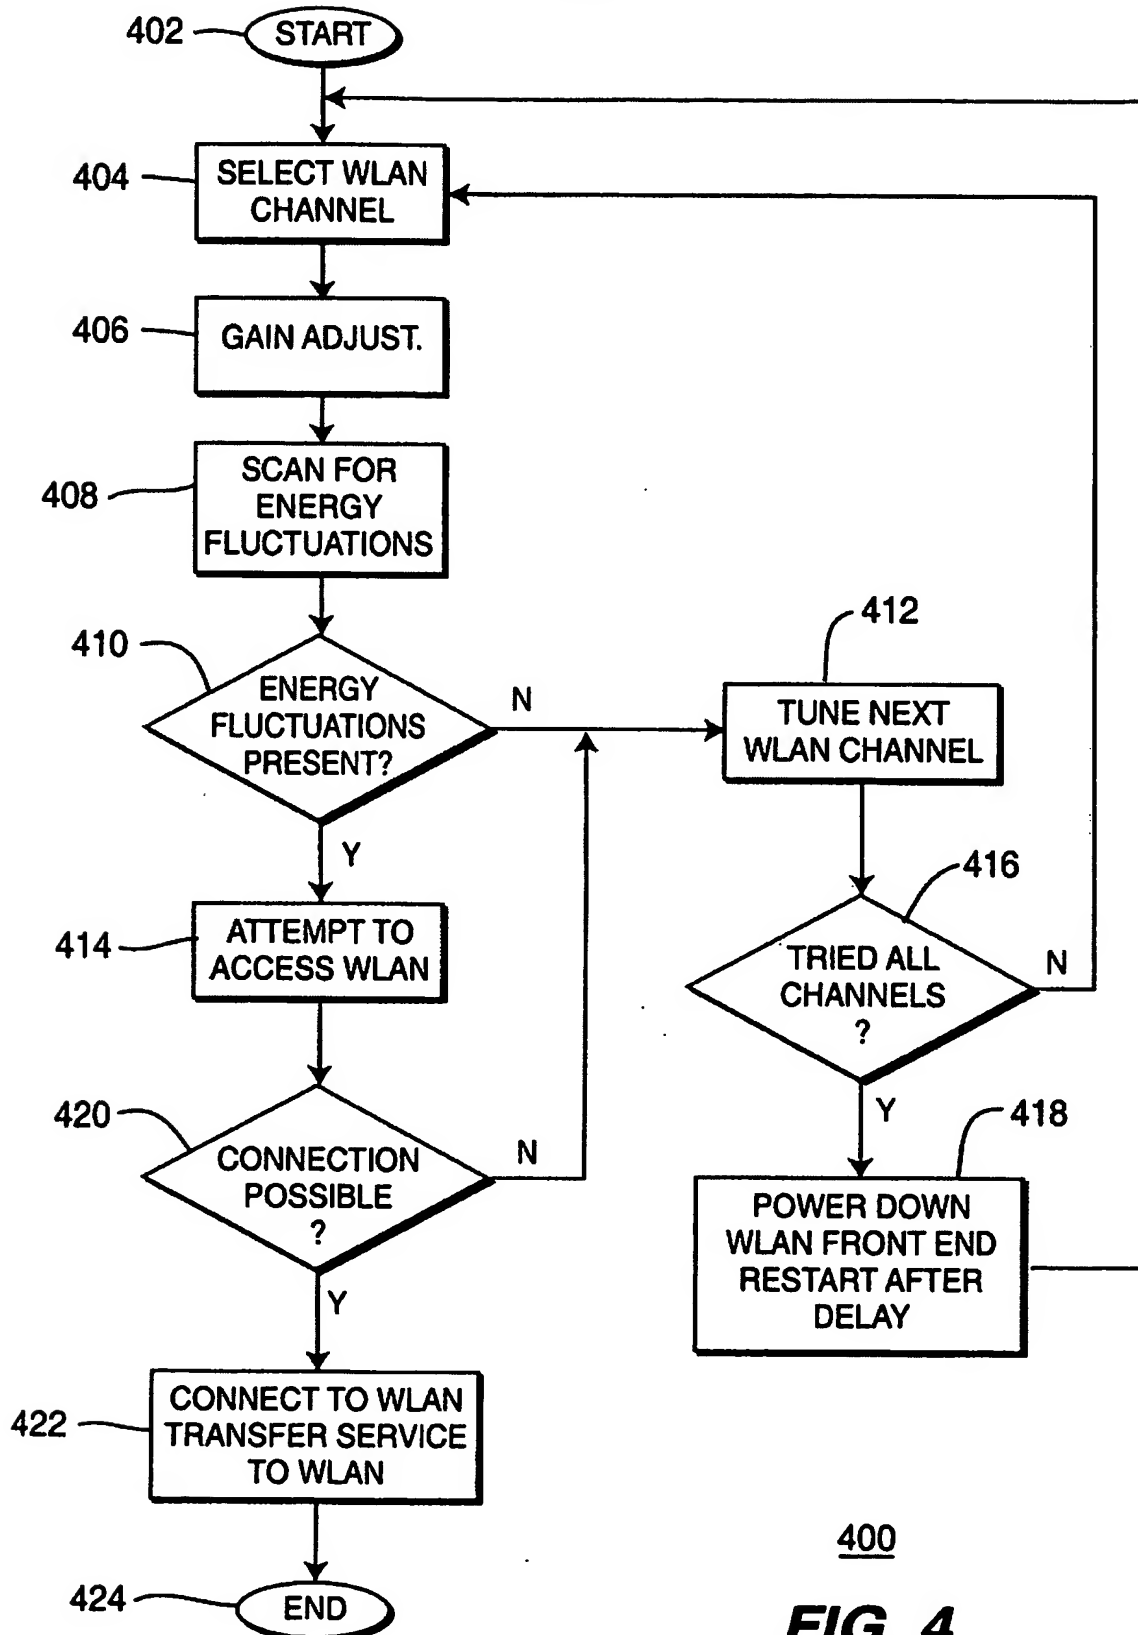 402
START
404
SELECT WLAN
CHANNEL
406
GAIN ADJUST.
408
SCAN FOR
ENERGY
FLUCTUATIONS
410
ENERGY
FLUCTUATIONS
PRESENT?
N
Y
412
TUNE NEXT
WLAN CHANNEL
414
ATTEMPT TO
ACCESS WLAN
416
TRIED ALL
CHANNELS
?
N
Y
418
POWER DOWN
WLAN FRONT END
RESTART AFTER
DELAY
420
CONNECTION
POSSIBLE
?
N
Y
422
CONNECT TO WLAN
TRANSFER SERVICE
TO WLAN
424
END
400
FIG. 4